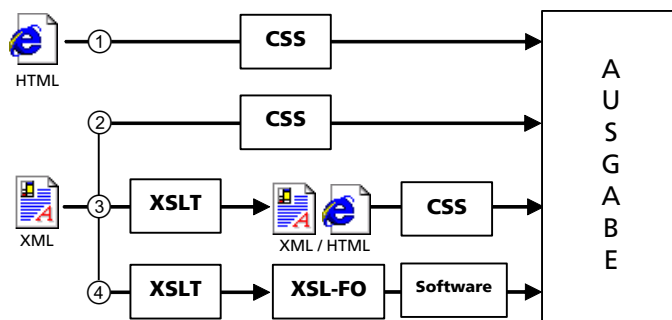 1
CSS
HTML
2
CSS
XML
3
XSLT
XML / HTML
CSS
4
XSLT
XSL-FO
Software
A
U
S
G
A
B
E